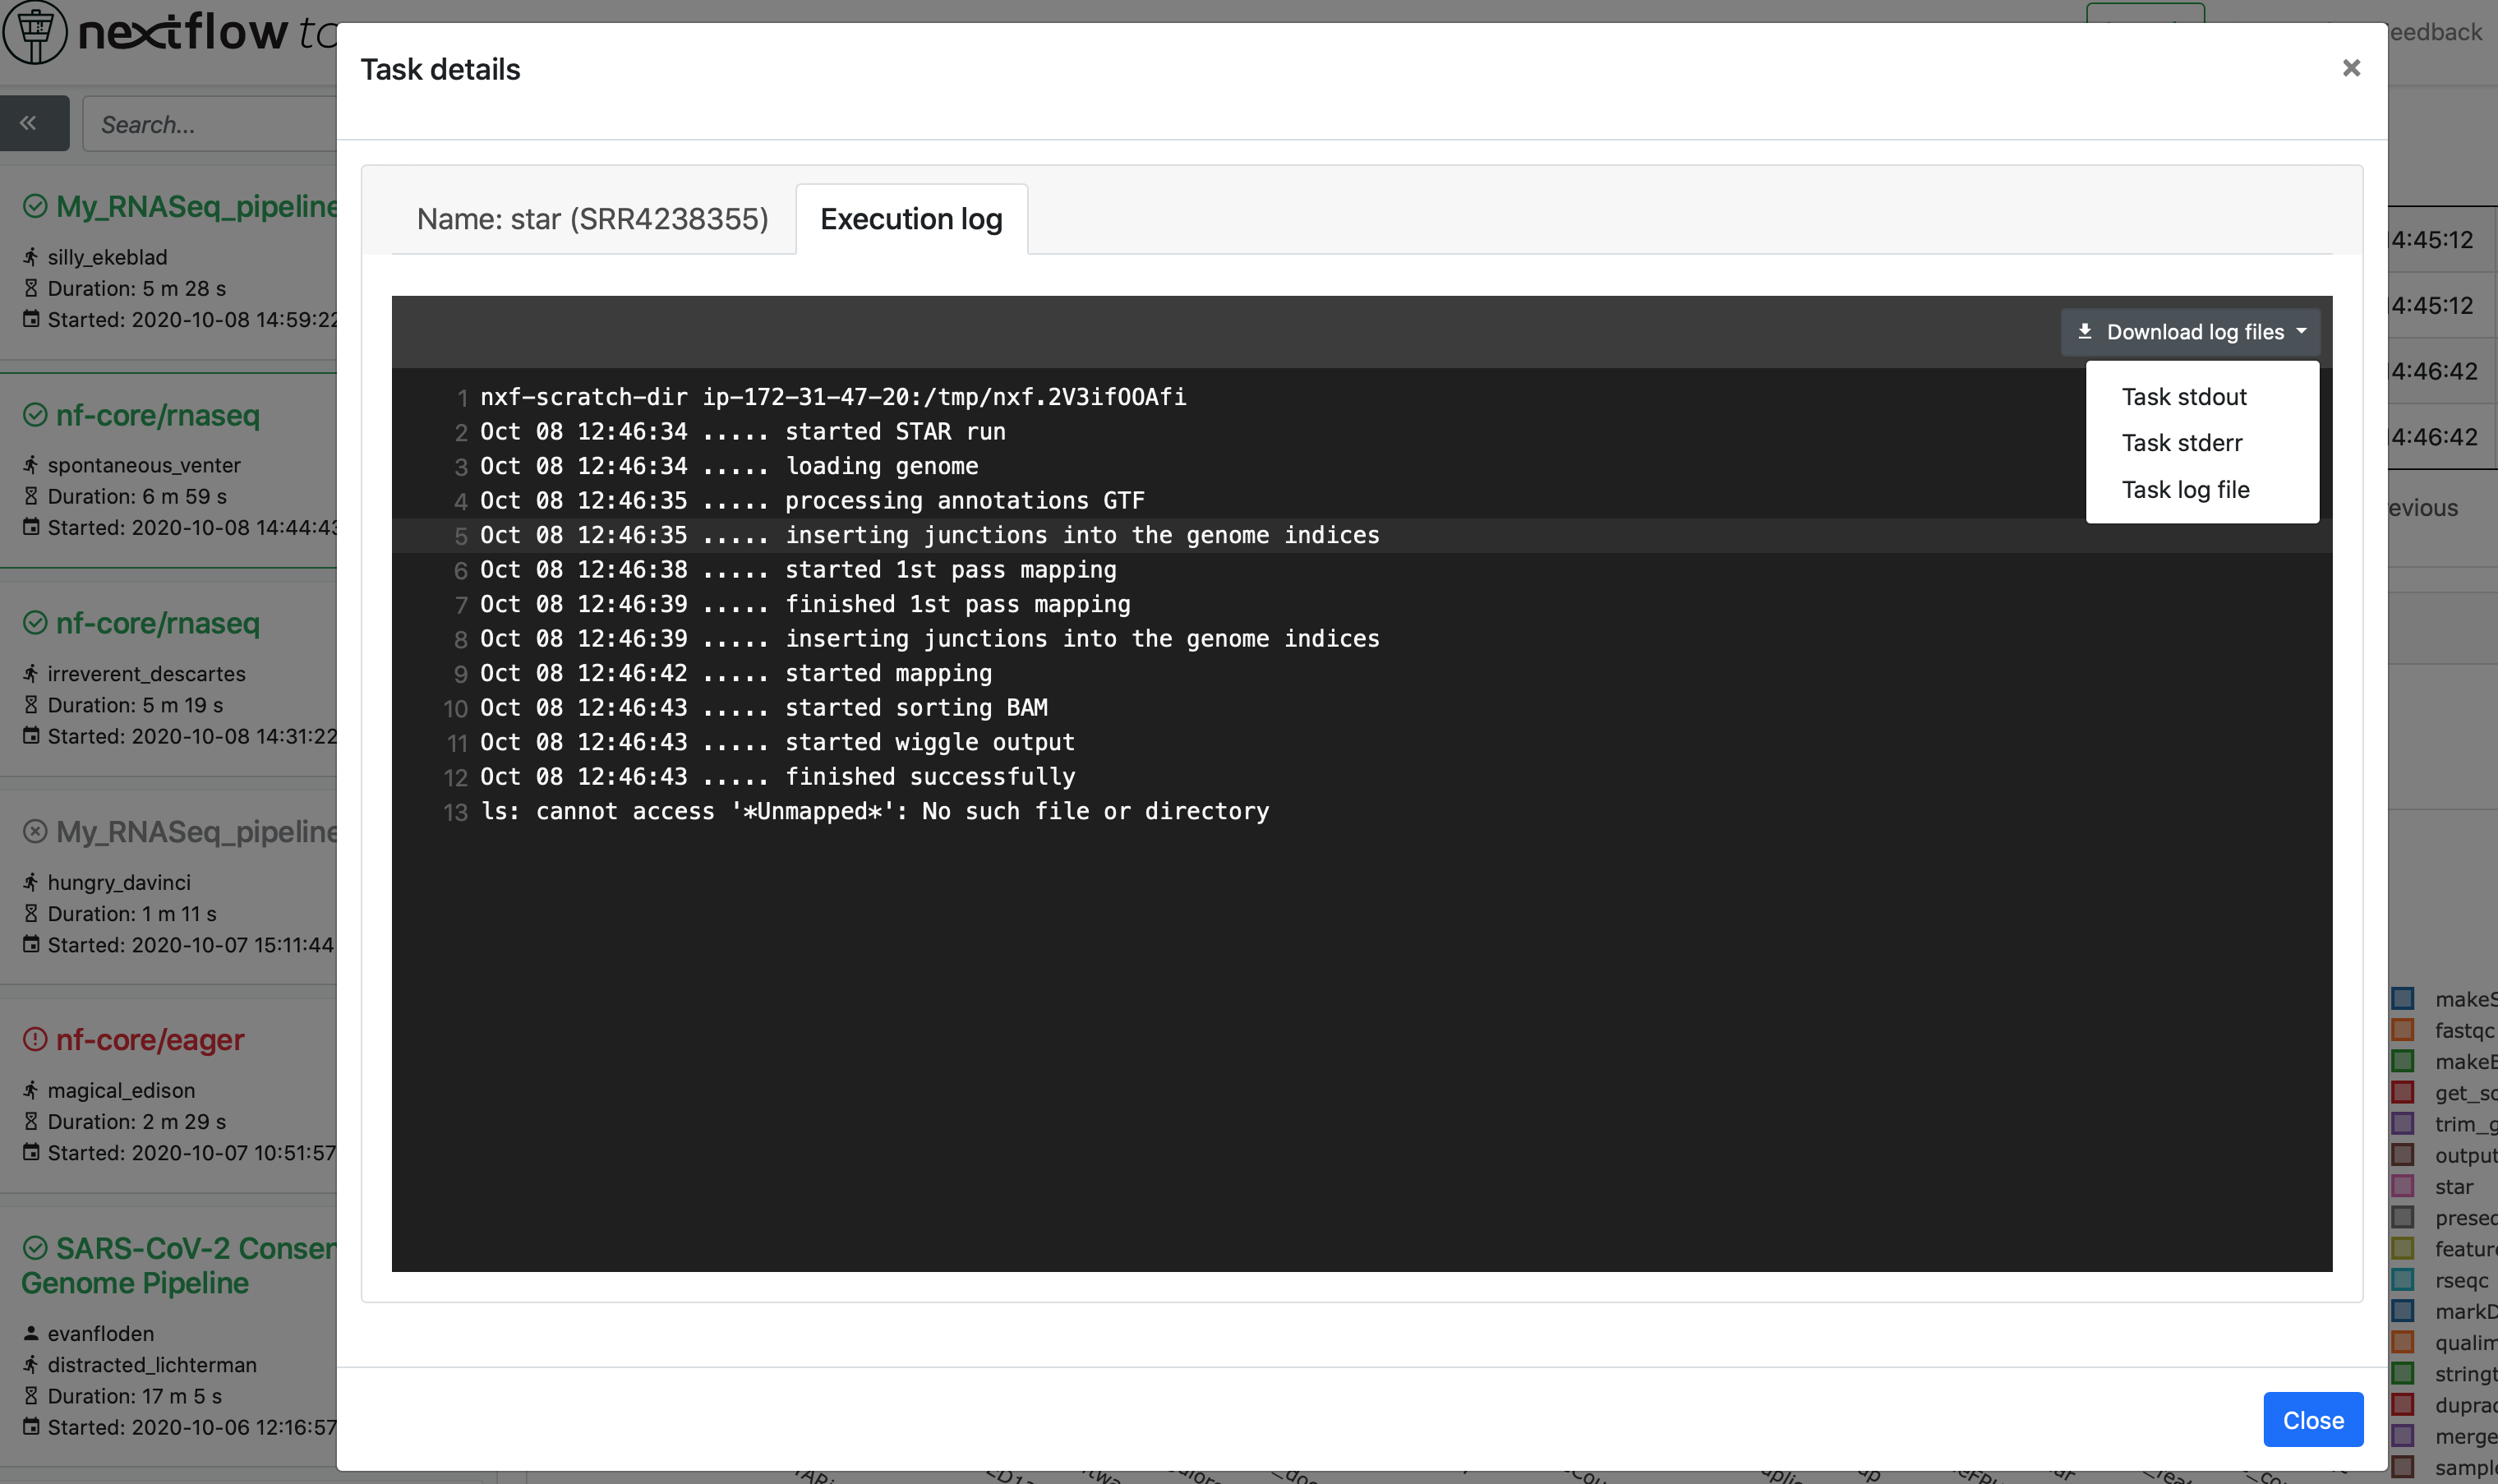 nextflow
eedback
Task details
Search...
Name: star (SRR4238355)
Execution log
Download log files
Task stdout
Task stderr
Task log file
1 nxf-scratch-dir ip-172-31-47-20:/tmp/nxf.2V3ifOOAfi
2 Oct 08 12:46:34 ..... started STAR run
3 Oct 08 12:46:34 ..... loading genome
4 Oct 08 12:46:35 ..... processing annotations GTF
5 Oct 08 12:46:35 ..... inserting junctions into the genome indices
6 Oct 08 12:46:38 ..... started 1st pass mapping
7 Oct 08 12:46:39 ..... finished 1st pass mapping
8 Oct 08 12:46:39 ..... inserting junctions into the genome indices
9 Oct 08 12:46:42 ..... started mapping
10 Oct 08 12:46:43 ..... started sorting BAM
11 Oct 08 12:46:43 ..... started wiggle output
12 Oct 08 12:46:43 ..... finished successfully
13 ls: cannot access '*Unmapped*': No such file or directory
Close
My_RNASeq_pipeline
silly_ekeblad
Duration: 5 m 28 s
Started: 2020-10-08 14:59:22
nf-core/rnaseq
spontaneous_venter
Duration: 6 m 59 s
Started: 2020-10-08 14:44:43
nf-core/rnaseq
irreverent_descartes
Duration: 5 m 19 s
Started: 2020-10-08 14:31:22
My_RNASeq_pipeline
hungry_davinci
Duration: 1 m 11 s
Started: 2020-10-07 15:11:44
nf-core/eager
magical_edison
Duration: 2 m 29 s
Started: 2020-10-07 10:51:57
SARS-CoV-2 Consen
Genome Pipeline
evanfloden
distracted_lichterman
Duration: 17 m 5 s
Started: 2020-10-06 12:16:57
4:45:12
4:45:12
4:46:42
4:46:42
evious
makeS
fastqc
makeB
get_so
trim_g
output
star
preseq
feature
rseqc
markD
qualim
stringt
duprad
merge
sample